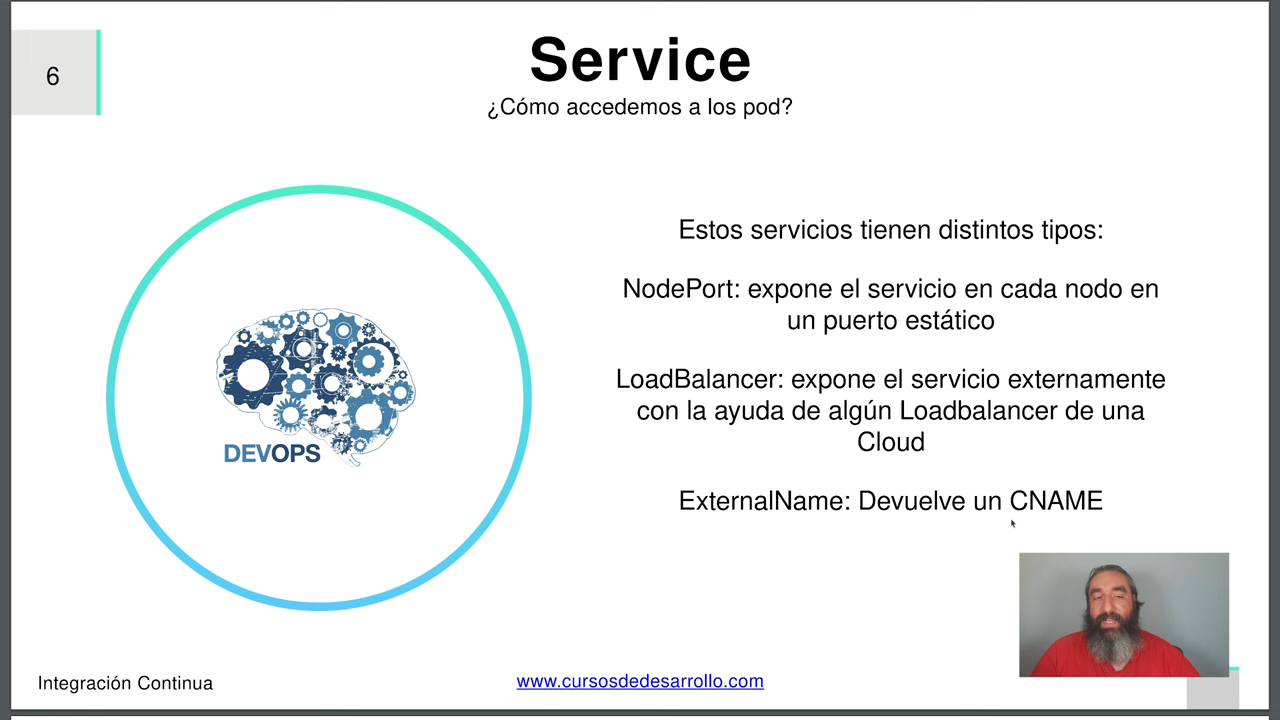 6
Service
¿Cómo accedemos a los pod?
Estos servicios tienen distintos tipos:
NodePort: expone el servicio en cada nodo en
un puerto estático
LoadBalancer: expone el servicio externamente
con la ayuda de algún Loadbalancer de una
Cloud
ExternalName: Devuelve un CNAME
DEVOPS
Integración Continua
www.cursosdedesarrollo.com